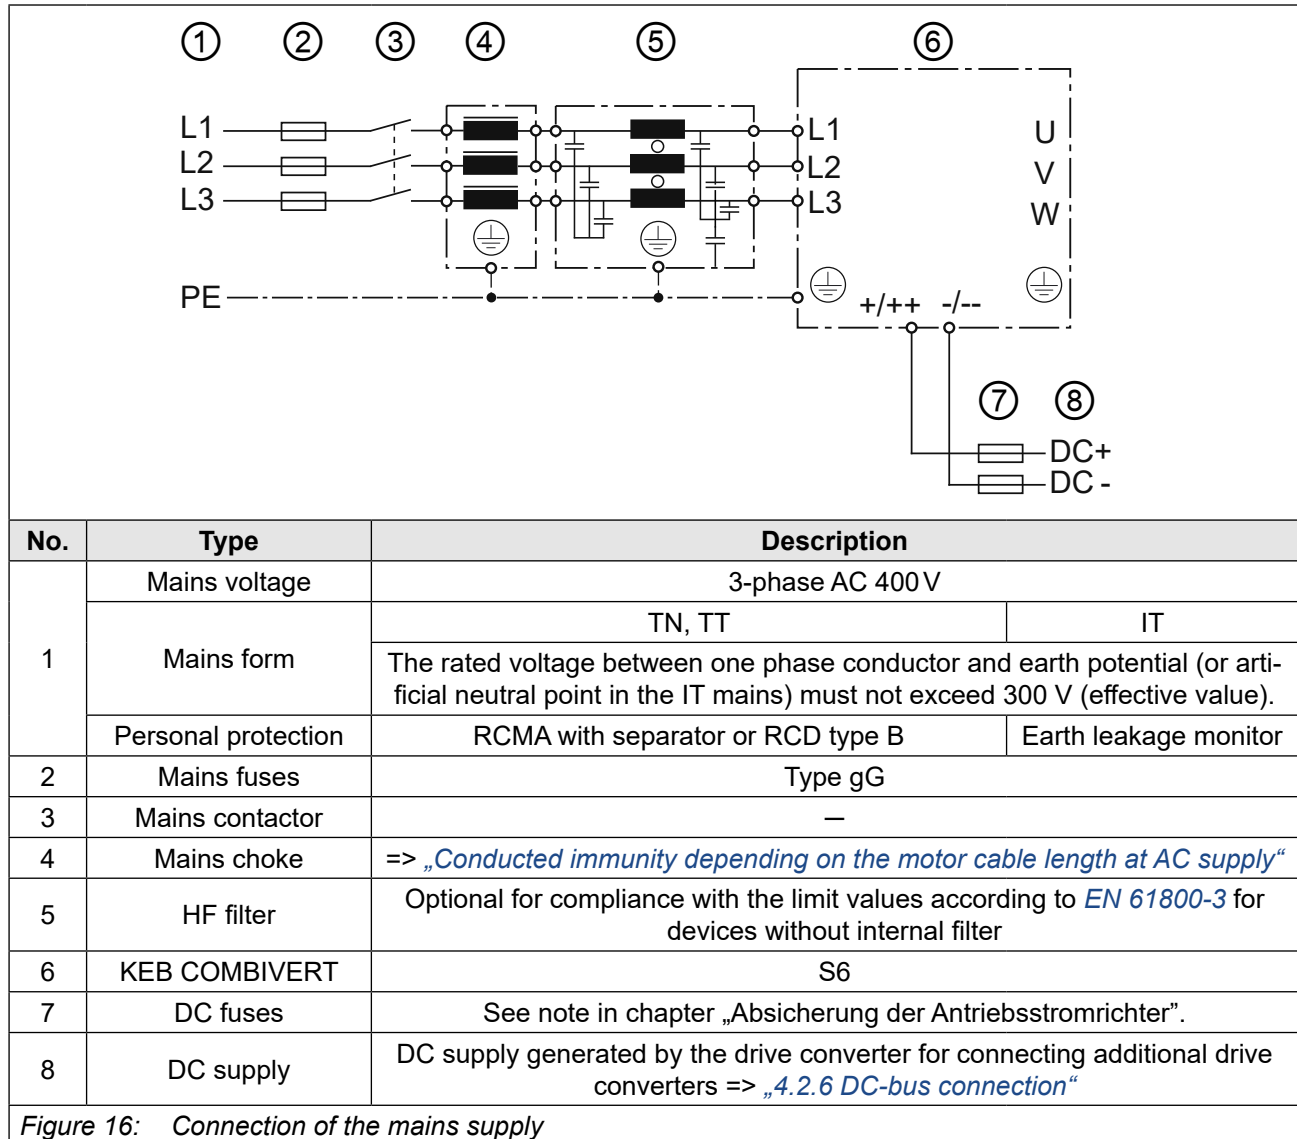 1 2 3 4 5 6
L1 L1 U
L2 L2 V
L3 L3 W
PE +/++ -/--
7 8
DC+
DC -
No. Type Description
1 Mains voltage 3-phase AC 400 V
Mains form TN, TT IT
The rated voltage between one phase conductor and earth potential (or arti-
ficial neutral point in the IT mains) must not exceed 300 V (effective value).
Personal protection RCMA with separator or RCD type B Earth leakage monitor
2 Mains fuses Type gG
3 Mains contactor –
4 Mains choke => „Conducted immunity depending on the motor cable length at AC supply“
5 HF filter Optional for compliance with the limit values according to EN 61800-3 for
devices without internal filter
6 KEB COMBIVERT S6
7 DC fuses See note in chapter „Absicherung der Antriebsstromrichter”.
8 DC supply DC supply generated by the drive converter for connecting additional drive
converters => „4.2.6 DC-bus connection“
Figure 16: Connection of the mains supply